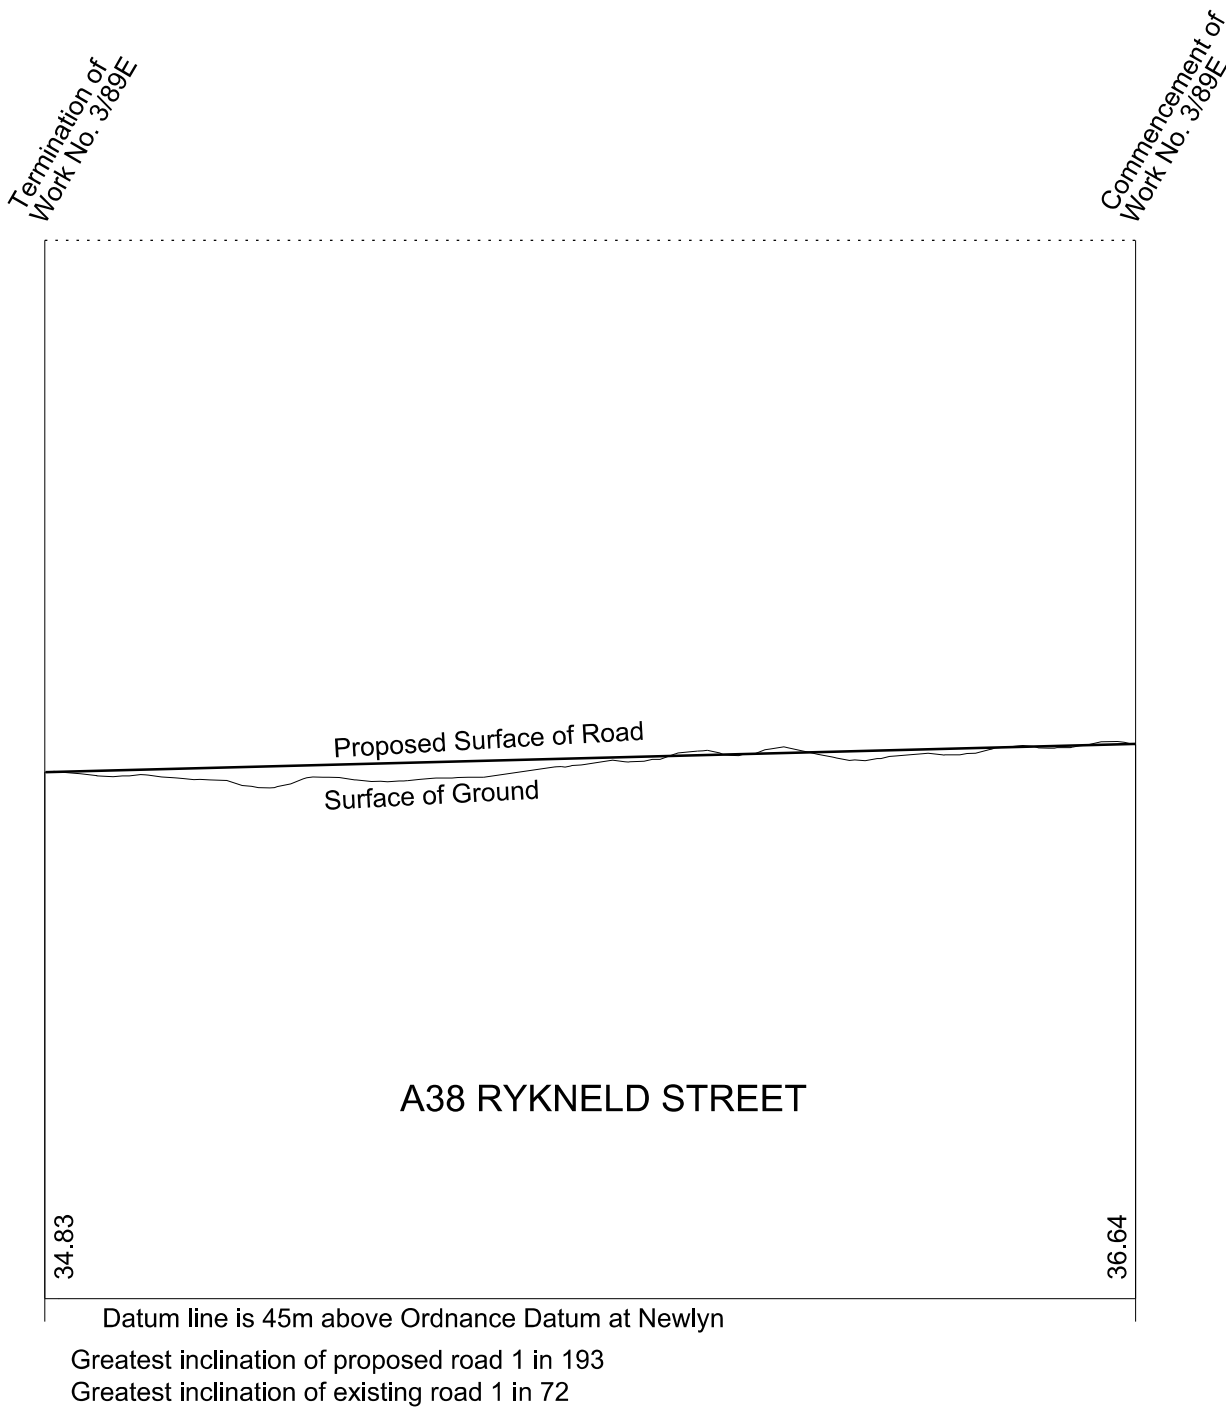 Termination of
Work No. 3/89E
Commencement of
Work No. 3/89E
Proposed Surface of Road
Surface of Ground
A38 RYKNELD STREET
34.83
36.64
Datum line is 45m above Ordnance Datum at Newlyn
Greatest inclination of proposed road 1 in 193
Greatest inclination of existing road 1 in 72